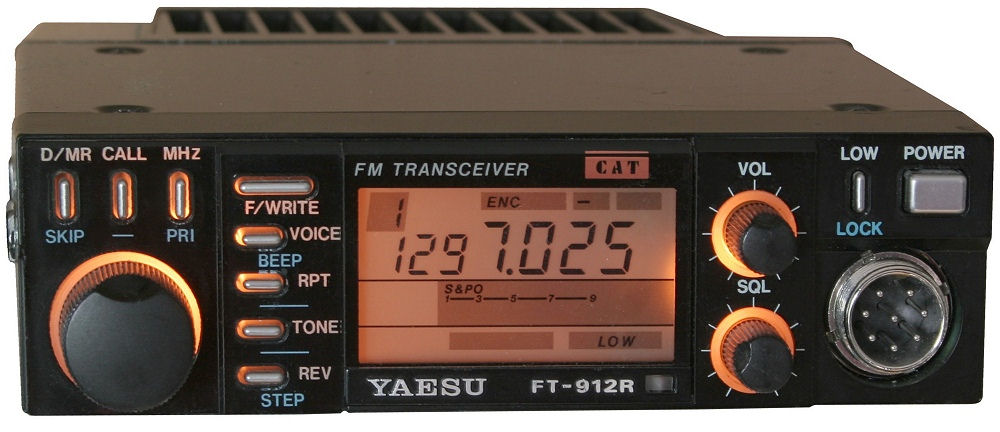 D/MR CALL MHz
SKIP — PRI
F/WRITE
VOICE
BEEP
RPT
TONE
REV
STEP
FM TRANSCEIVER CAT
1 ENC –
1297.025
S&PO
1 3 5 7 9
LOW
YAESU FT-912R
VOL
SQL
LOW
LOCK
POWER